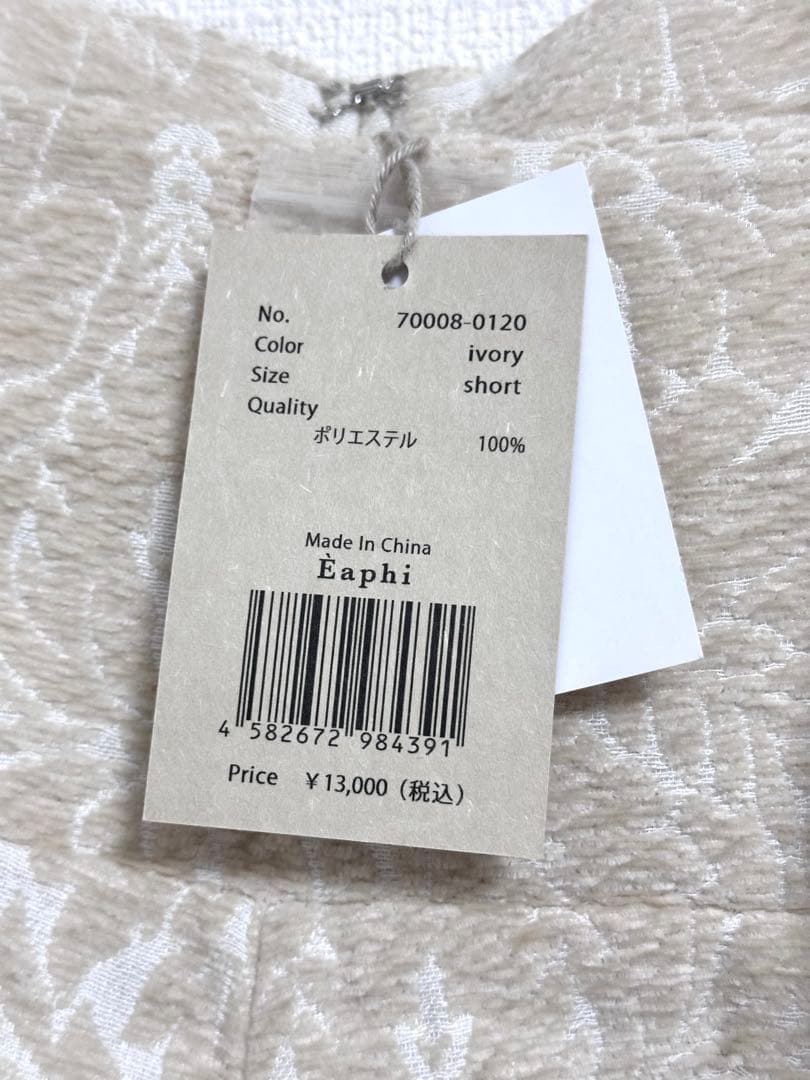 No. 70008-0120
Color ivory
Size short
Quality
ポリエステル 100%
Made In China
Èaphi
4 582672 984391
Price ¥13,000（税込）